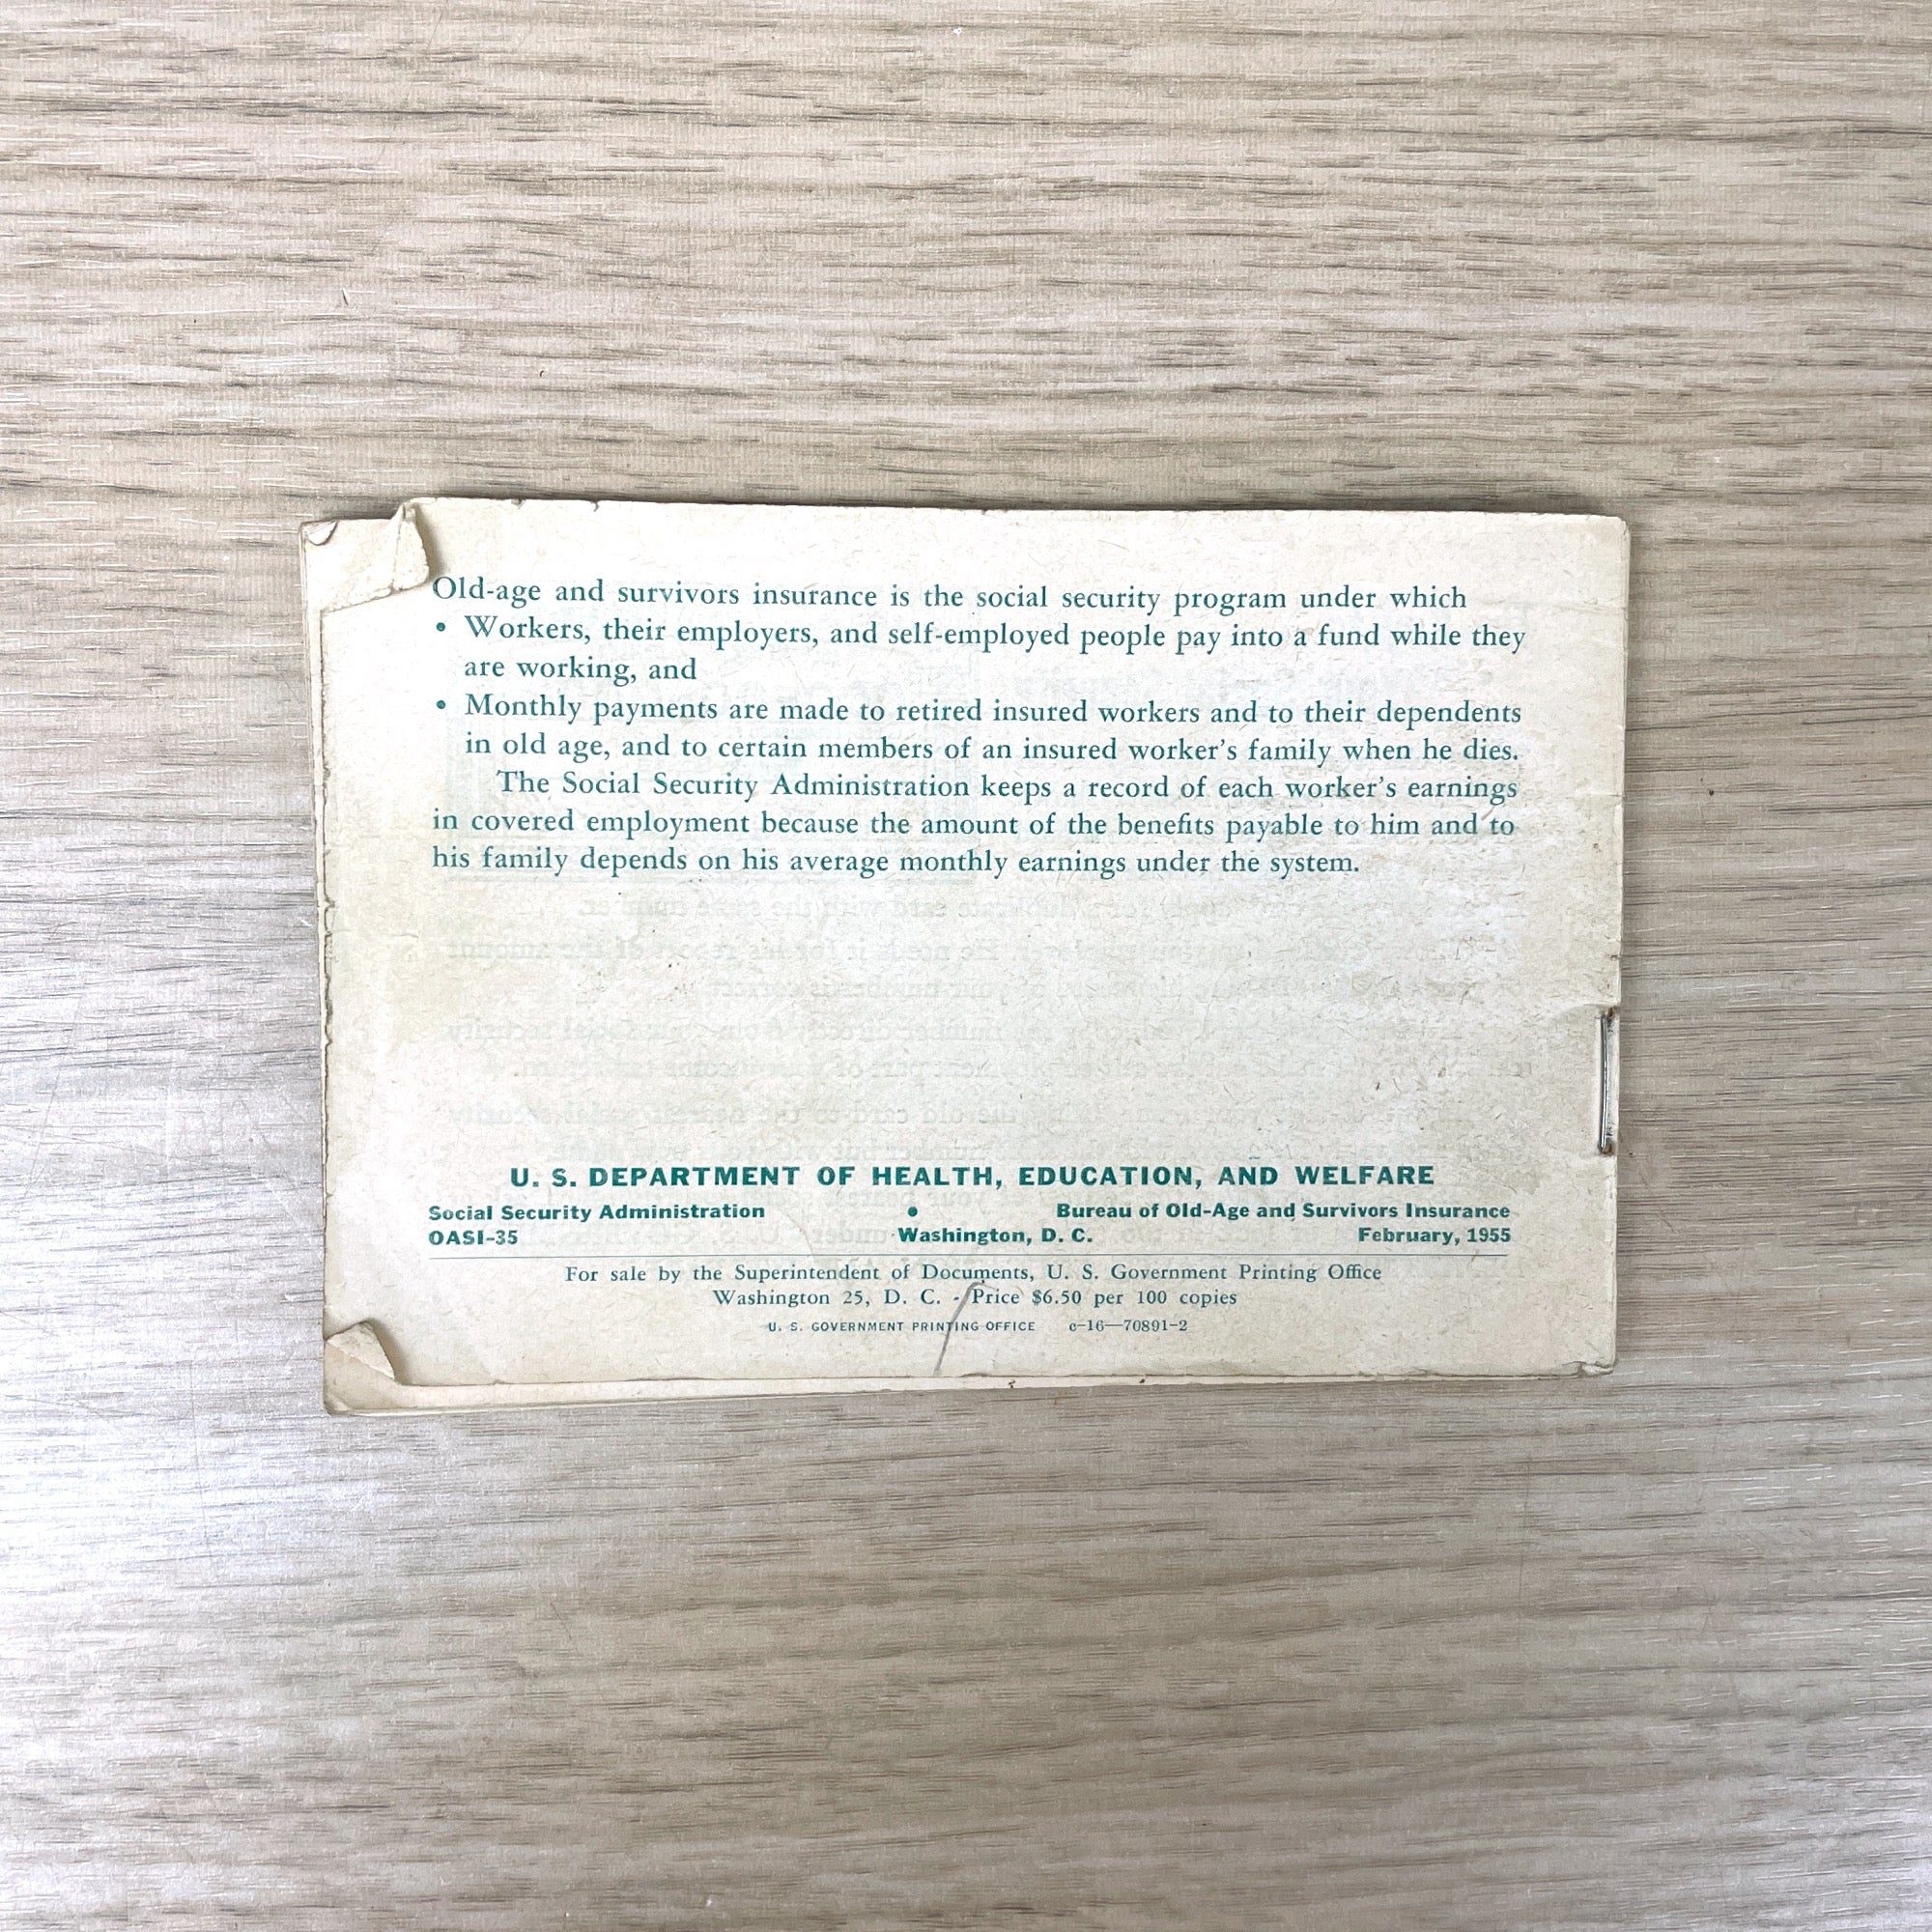 Old-age and survivors insurance is the social security program under which
• Workers, their employers, and self-employed people pay into a fund while they
are working, and
• Monthly payments are made to retired insured workers and to their dependents
in old age, and to certain members of an insured worker's family when he dies.
The Social Security Administration keeps a record of each worker's earnings
in covered employment because the amount of the benefits payable to him and to
his family depends on his average monthly earnings under the system.
U. S. DEPARTMENT OF HEALTH, EDUCATION, AND WELFARE
Social Security Administration • Bureau of Old-Age and Survivors Insurance
OASI-35 Washington, D. C. February, 1955
For sale by the Superintendent of Documents, U. S. Government Printing Office
Washington 25, D. C. - Price $6.50 per 100 copies
U. S. GOVERNMENT PRINTING OFFICE c-16—70891-2